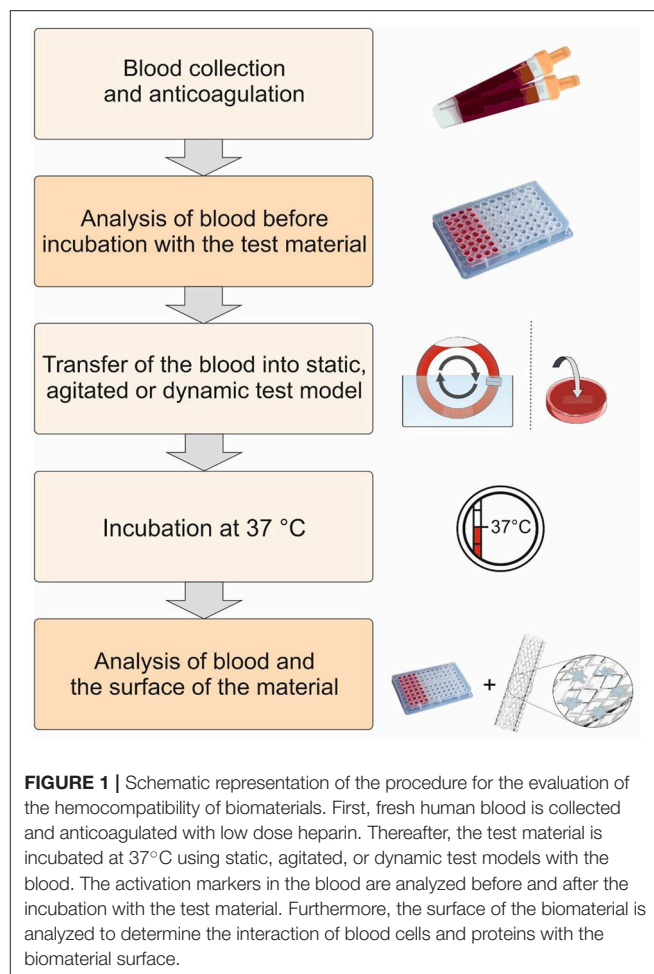 Blood collection
and anticoagulation
Analysis of blood before
incubation with the test material
Transfer of the blood into static,
agitated or dynamic test model
Incubation at 37 °C
37°C
Analysis of blood and
the surface of the material
+
FIGURE 1 | Schematic representation of the procedure for the evaluation of
the hemocompatibility of biomaterials. First, fresh human blood is collected
and anticoagulated with low dose heparin. Thereafter, the test material is
incubated at 37°C using static, agitated, or dynamic test models with the
blood. The activation markers in the blood are analyzed before and after the
incubation with the test material. Furthermore, the surface of the biomaterial is
analyzed to determine the interaction of blood cells and proteins with the
biomaterial surface.